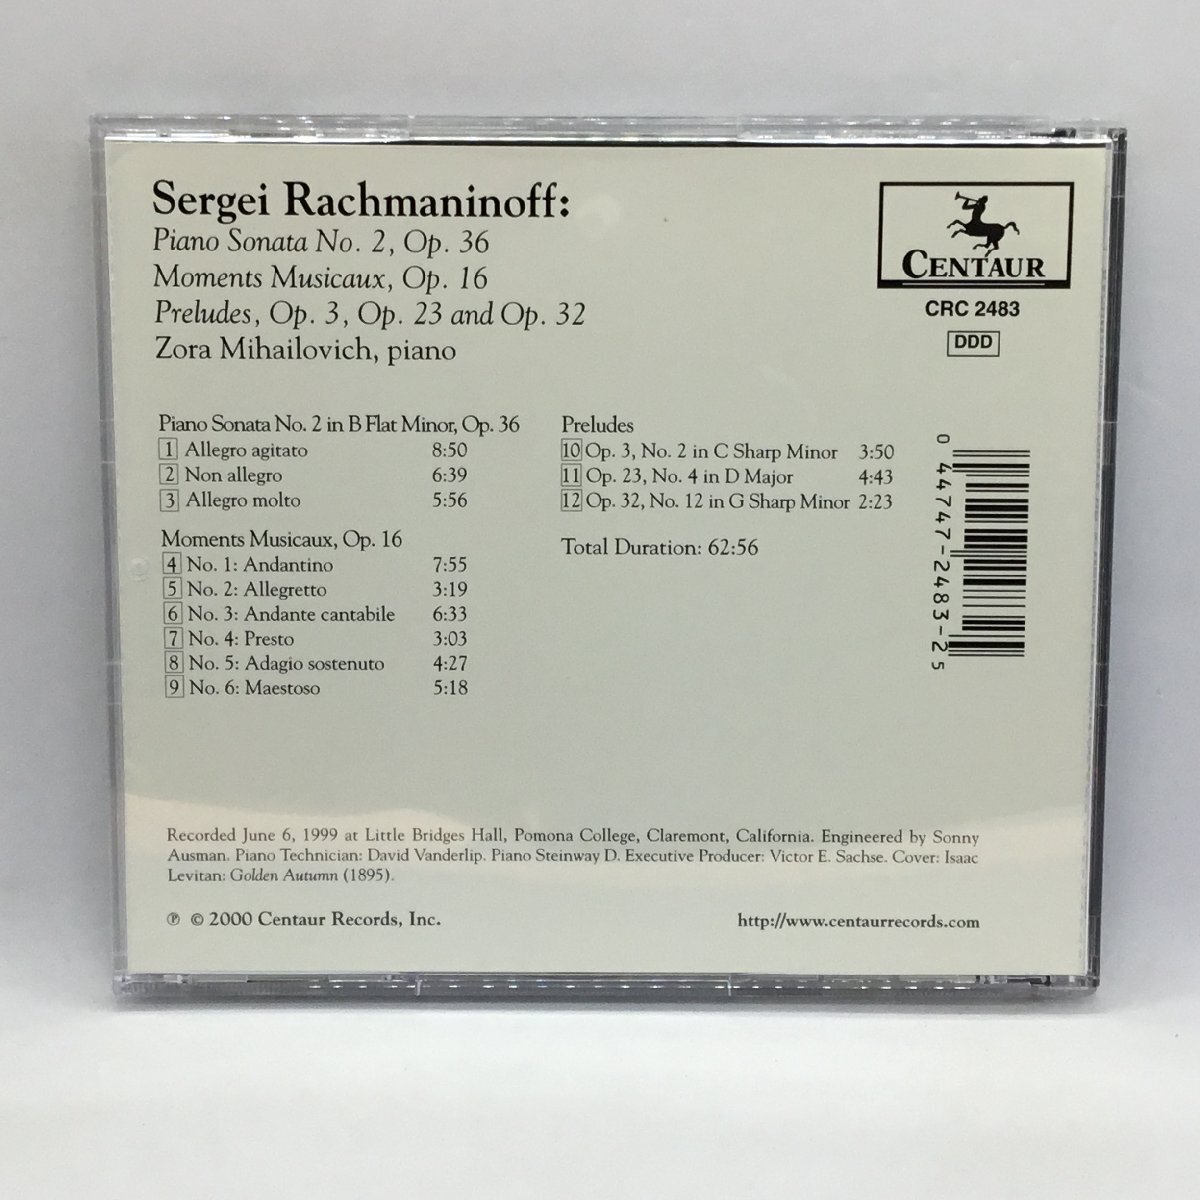 Sergei Rachmaninoff:
Piano Sonata No. 2, Op. 36
Moments Musicaux, Op. 16
Preludes, Op. 3, Op. 23 and Op. 32
Zora Mihailovich, piano
CENTAUR
CRC 2483
DDD
Piano Sonata No. 2 in B Flat Minor, Op. 36
1 Allegro agitato 8:50
2 Non allegro 6:39
3 Allegro molto 5:56
Moments Musicaux, Op. 16
4 No. 1: Andantino 7:55
5 No. 2: Allegretto 3:19
6 No. 3: Andante cantabile 6:33
7 No. 4: Presto 3:03
8 No. 5: Adagio sostenuto 4:27
9 No. 6: Maestoso 5:18
Preludes
10 Op. 3, No. 2 in C Sharp Minor 3:50
11 Op. 23, No. 4 in D Major 4:43
12 Op. 32, No. 12 in G Sharp Minor 2:23
Total Duration: 62:56
0 44747-2483-2 5
Recorded June 6, 1999 at Little Bridges Hall, Pomona College, Claremont, California. Engineered by Sonny
Ausman. Piano Technician: David Vanderlip. Piano Steinway D. Executive Producer: Victor E. Sachse. Cover: Isaac
Levitan: Golden Autumn (1895).
℗ © 2000 Centaur Records, Inc.
http://www.centaurrecords.com